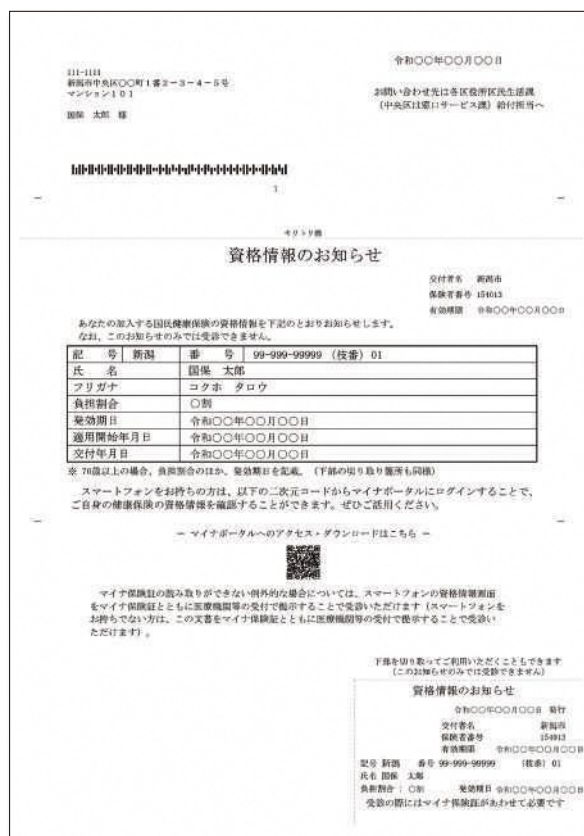 令和〇〇年〇〇月〇〇日
111-1111
新潟市中央区〇〇町1番2-3-4-5号
マンション101
国保 太郎 様
お問い合わせ先は各区役所区民生活課
(中央区は窓口サービス課)給付担当へ
1
キリトリ線
資格情報のお知らせ
交付者名 新潟市
保険者番号 154013
有効期限 令和〇〇年〇〇月〇〇日
あなたの加入する国民健康保険の資格情報を下記のとおりお知らせします。
なお、このお知らせのみでは受診できません。
記号 新潟 番号 99-999-99999 (枝番) 01
氏名 国保 太郎
フリガナ コクホ タロウ
負担割合 〇割
発効期日 令和〇〇年〇〇月〇〇日
適用開始年月日 令和〇〇年〇〇月〇〇日
交付年月日 令和〇〇年〇〇月〇〇日
※ 70歳以上の場合、負担割合のほか、発効期日を記載。(下部の切り取り箇所も同様)
スマートフォンをお持ちの方は、以下の二次元コードからマイナポータルにログインすることで、
ご自身の健康保険の資格情報を確認することができます。ぜひご活用ください。
― マイナポータルへのアクセス・ダウンロードはこちら ―
マイナ保険証の読み取りができない例外的な場合については、スマートフォンの資格情報画面
をマイナ保険証とともに医療機関等の受付で提示することで受診いただけます(スマートフォンを
お持ちでない方は、この文書をマイナ保険証とともに医療機関等の受付で提示することで受診い
ただけます)。
下部を切り取ってご利用いただくこともできます
(このお知らせのみでは受診できません)
資格情報のお知らせ
令和〇〇年〇〇月〇〇日 発行
交付者名 新潟市
保険者番号 154013
有効期限 令和〇〇年〇〇月〇〇日
記号 新潟 番号 99-999-99999 (枝番) 01
氏名 国保 太郎
負担割合:〇割 発効期日 令和〇〇年〇〇月〇〇日
受診の際にはマイナ保険証があわせて必要です